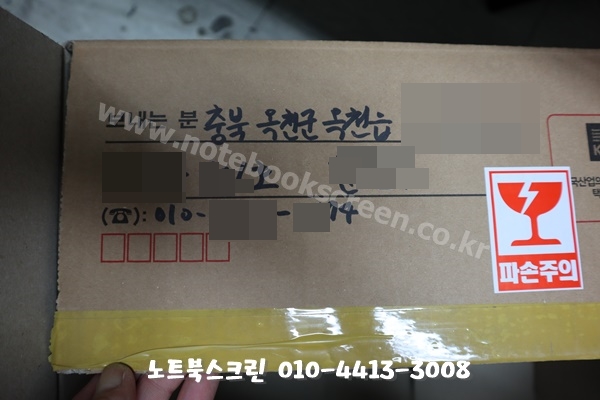 보내는 분 충북 옥천군 옥천읍
(☎): 010- - 14
파손주의
www.notebookscreen.co.kr
노트북스크린 010-4413-3008